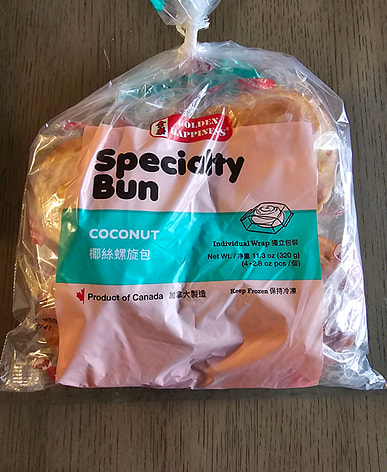 GOLDEN
HAPPINESS®
Specialty
Bun
COCONUT
椰絲螺旋包
Individual Wrap 獨立包裝
Net Wt. / 淨重 11.3 oz (320 g)
(4-2.8 oz pcs / 個)
Product of Canada 加拿大製造
Keep Frozen 保持冷凍